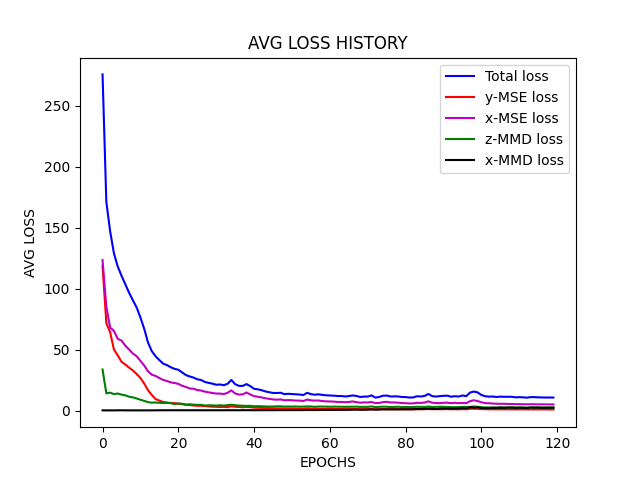 AVG LOSS HISTORY
Total loss
y-MSE loss
x-MSE loss
z-MMD loss
x-MMD loss
AVG LOSS
250
200
150
100
50
0
0 20 40 60 80 100 120
EPOCHS